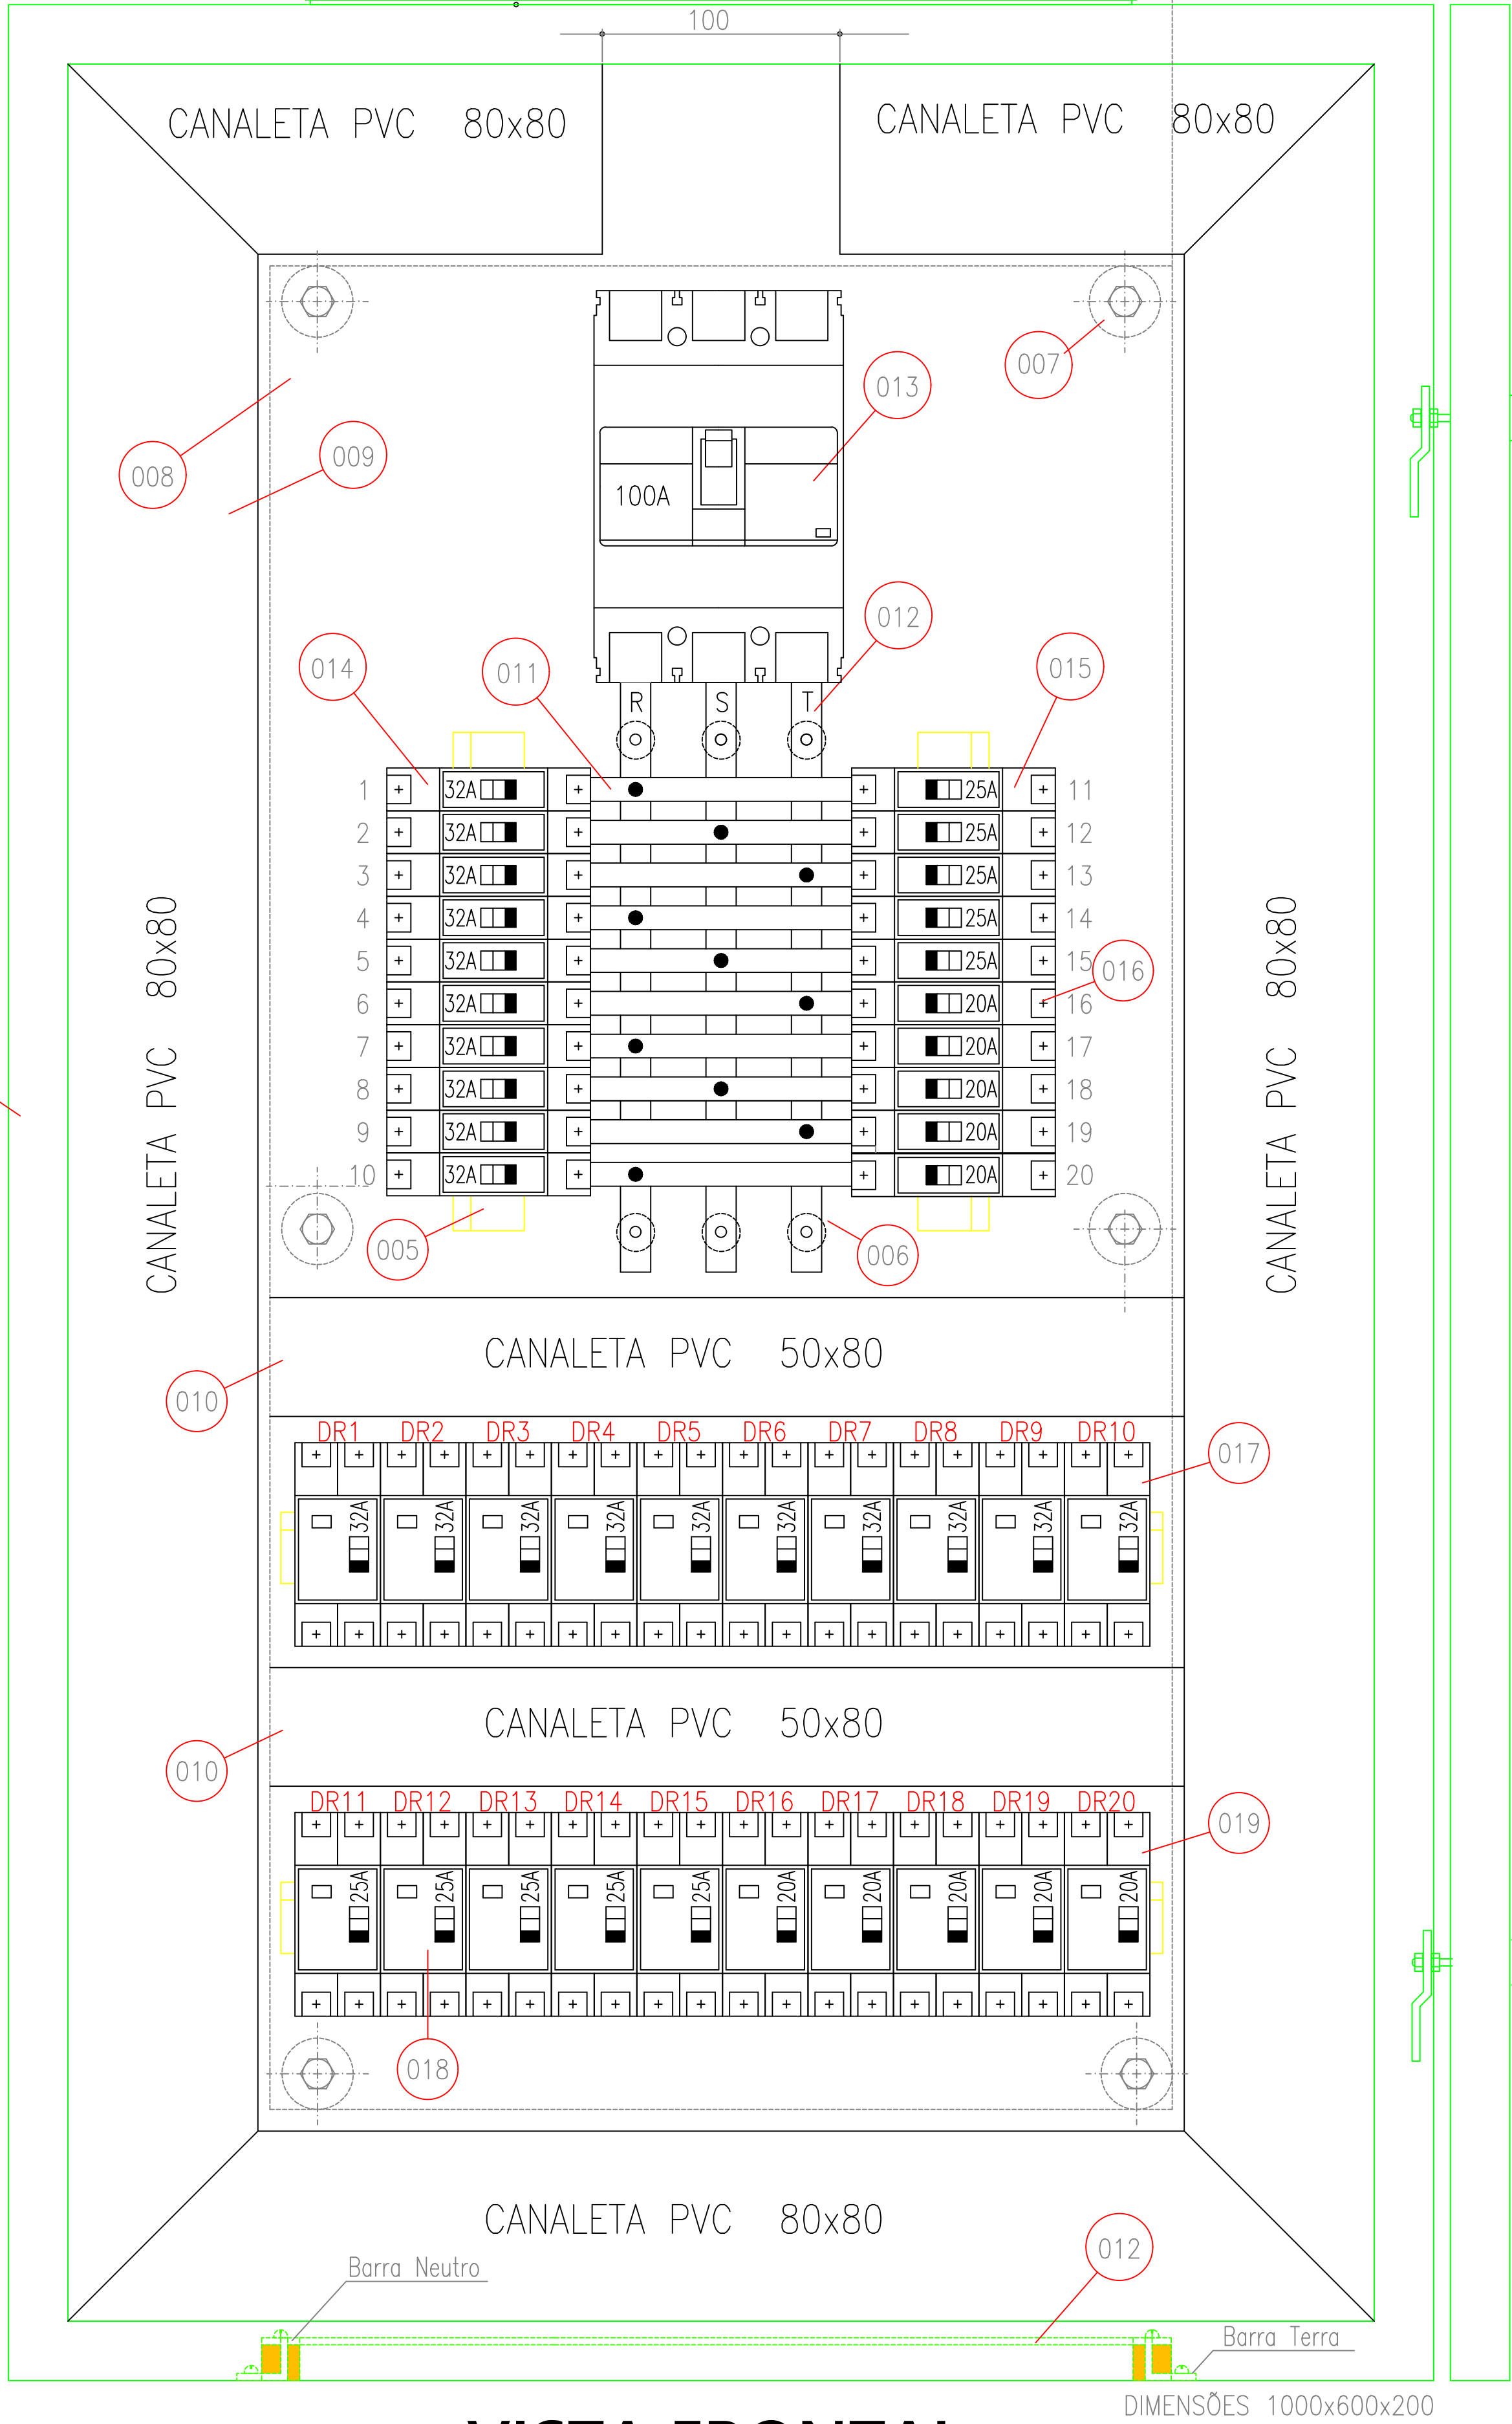 100
CANALETA PVC 80x80
CANALETA PVC 80x80
007
013
008
009
100A
014
011
012
015
R S T
1 32A 25A 11
2 32A 25A 12
3 32A 25A 13
4 32A 25A 14
5 32A 25A 15
016
6 32A 20A 16
7 32A 20A 17
8 32A 20A 18
9 32A 20A 19
10 32A 20A 20
CANALETA PVC 80x80
CANALETA PVC 80x80
005
006
CANALETA PVC 50x80
010
DR1 DR2 DR3 DR4 DR5 DR6 DR7 DR8 DR9 DR10
017
32A 32A 32A 32A 32A 32A 32A 32A 32A 32A
CANALETA PVC 50x80
010
DR11 DR12 DR13 DR14 DR15 DR16 DR17 DR18 DR19 DR20
019
25A 25A 25A 25A 25A 20A 20A 20A 20A 20A
018
CANALETA PVC 80x80
012
Barra Neutro
Barra Terra
DIMENSÕES 1000x600x200
VISTA FRONTAL